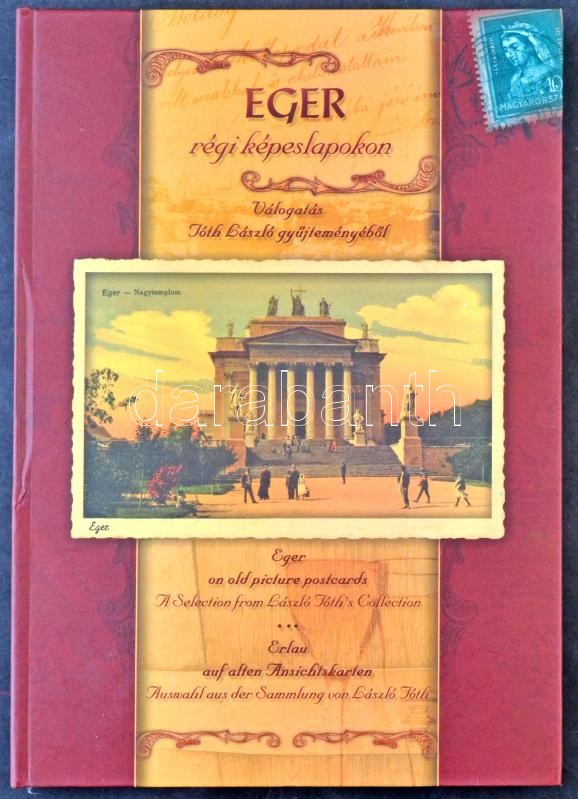 EGER
régi képeslapokon
Válogatás
Tóth László gyűjteményéből
MAGYARORSZ
Eger — Nagytemplom
darabanth
Eger
Eger
on old picture postcards
A Selection from László Tóth's Collection
• • •
Erlau
auf alten Ansichtskarten
Auswahl aus der Sammlung von László Tóth